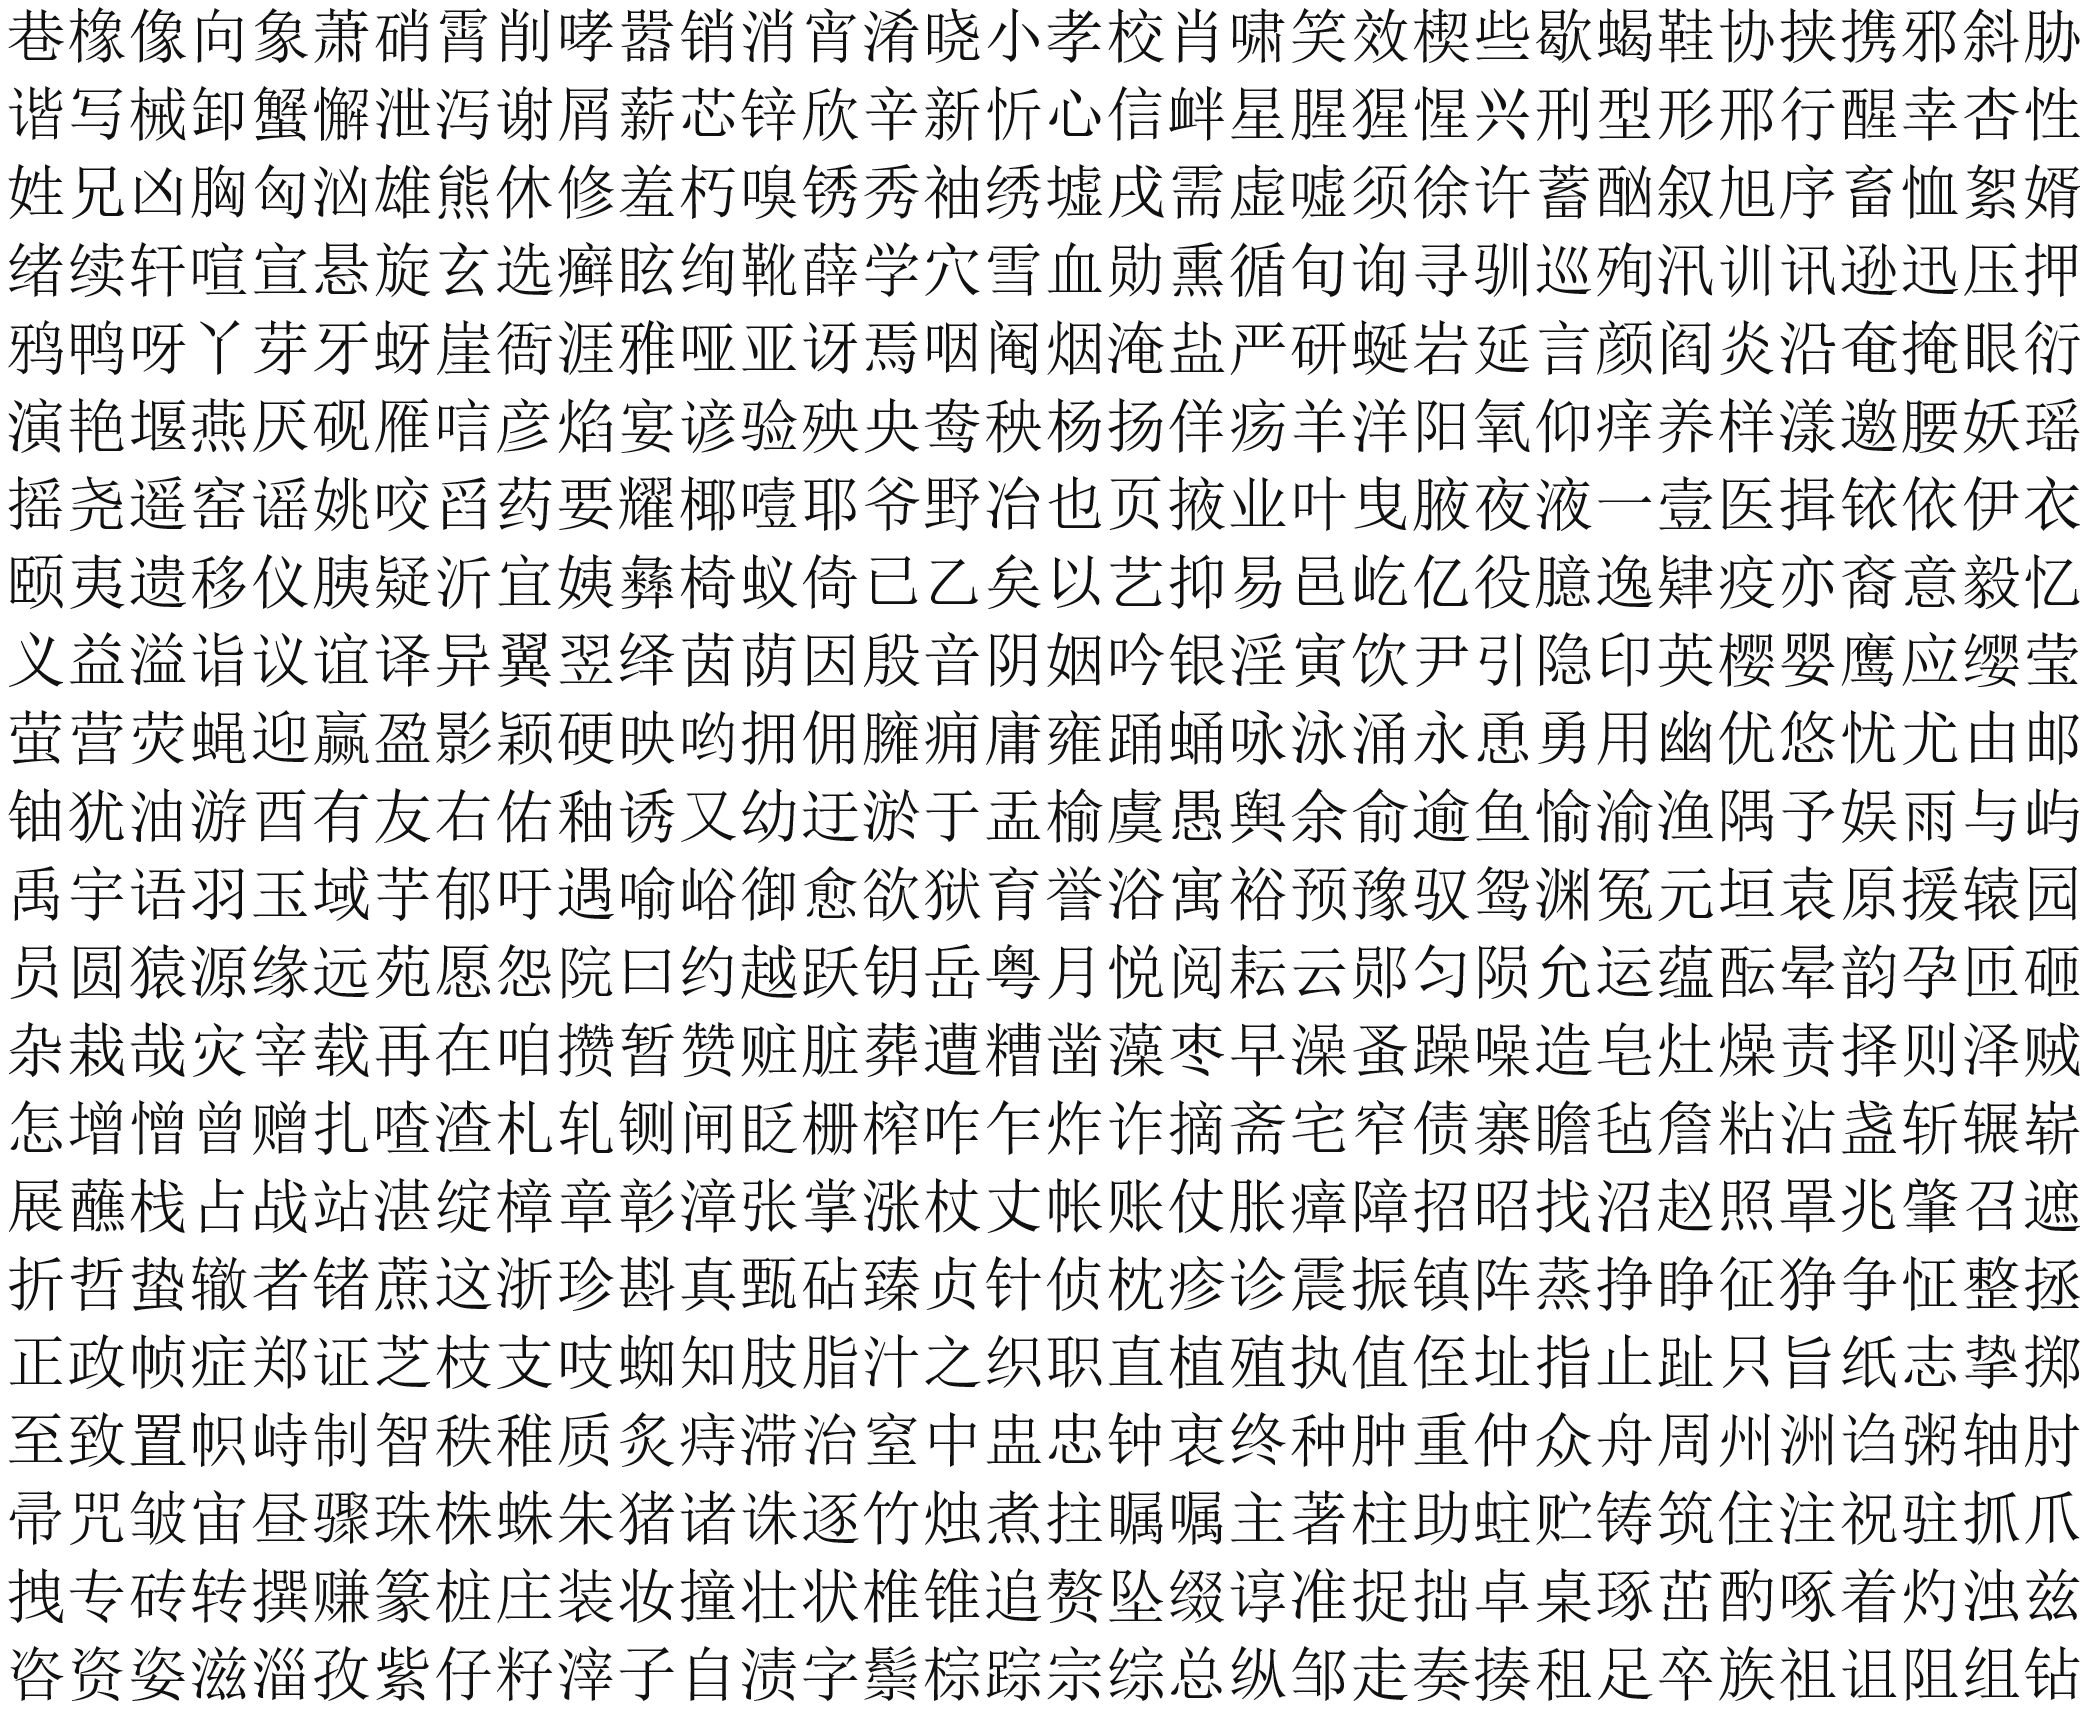 巷橡像向象萧硝霄削哮嚣销消宵淆晓小孝校肖啸笑效楔些歇蝎鞋协挟携邪斜胁
谐写械卸蟹懈泄泻谢屑薪芯锌欣辛新忻心信衅星腥猩惺兴刑型形邢行醒幸杏性
姓兄凶胸匈汹雄熊休修羞朽嗅锈秀袖绣墟戌需虚嘘须徐许蓄酗叙旭序畜恤絮婿
绪续轩喧宣悬旋玄选癣眩绚靴薛学穴雪血勋熏循旬询寻驯巡殉汛训讯逊迅压押
鸦鸭呀丫芽牙蚜崖衙涯雅哑亚讶焉咽阉烟淹盐严研蜒岩延言颜阎炎沿奄掩眼衍
演艳堰燕厌砚雁唁彦焰宴谚验殃央鸯秧杨扬佯疡羊洋阳氧仰痒养样漾邀腰妖瑶
摇尧遥窑谣姚咬舀药要耀椰噎耶爷野冶也页掖业叶曳腋夜液一壹医揖铱依伊衣
颐夷遗移仪胰疑沂宜姨彝椅蚁倚已乙矣以艺抑易邑屹亿役臆逸肄疫亦裔意毅忆
义益溢诣议谊译异翼翌绎茵荫因殷音阴姻吟银淫寅饮尹引隐印英樱婴鹰应缨莹
萤营荧蝇迎赢盈影颖硬映哟拥佣臃痈庸雍踊蛹咏泳涌永恿勇用幽优悠忧尤由邮
铀犹油游酉有友右佑釉诱又幼迂淤于盂榆虞愚舆余俞逾鱼愉渝渔隅予娱雨与屿
禹宇语羽玉域芋郁吁遇喻峪御愈欲狱育誉浴寓裕预豫驭鸳渊冤元垣袁原援辕园
员圆猿源缘远苑愿怨院曰约越跃钥岳粤月悦阅耘云郧匀陨允运蕴酝晕韵孕匝砸
杂栽哉灾宰载再在咱攒暂赞赃脏葬遭糟凿藻枣早澡蚤躁噪造皂灶燥责择则泽贼
怎增憎曾赠扎喳渣札轧铡闸眨栅榨咋乍炸诈摘斋宅窄债寨瞻毡詹粘沾盏斩辗崭
展蘸栈占战站湛绽樟章彰漳张掌涨杖丈帐账仗胀瘴障招昭找沼赵照罩兆肇召遮
折哲蛰辙者锗蔗这浙珍斟真甄砧臻贞针侦枕疹诊震振镇阵蒸挣睁征狰争怔整拯
正政帧症郑证芝枝支吱蜘知肢脂汁之织职直植殖执值侄址指止趾只旨纸志挚掷
至致置帜峙制智秩稚质炙痔滞治窒中盅忠钟衷终种肿重仲众舟周州洲诌粥轴肘
帚咒皱宙昼骤珠株蛛朱猪诸诛逐竹烛煮拄瞩嘱主著柱助蛀贮铸筑住注祝驻抓爪
拽专砖转撰赚篆桩庄装妆撞壮状椎锥追赘坠缀谆准捉拙卓桌琢茁酌啄着灼浊兹
咨资姿滋淄孜紫仔籽滓子自渍字鬃棕踪宗综总纵邹走奏揍租足卒族祖诅阻组钻